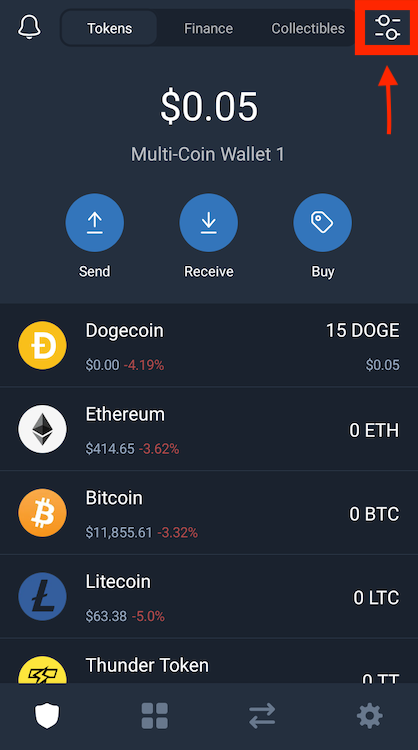 Tokens Finance Collectibles
$0.05
Multi-Coin Wallet 1
Send Receive Buy
Dogecoin 15 DOGE
$0.00 -4.19% $0.05
Ethereum
0 ETH
$414.65 -3.62%
Bitcoin
0 BTC
$11,855.61 -3.32%
Litecoin
0 LTC
$63.38 -5.0%
Thunder Token
0 TT